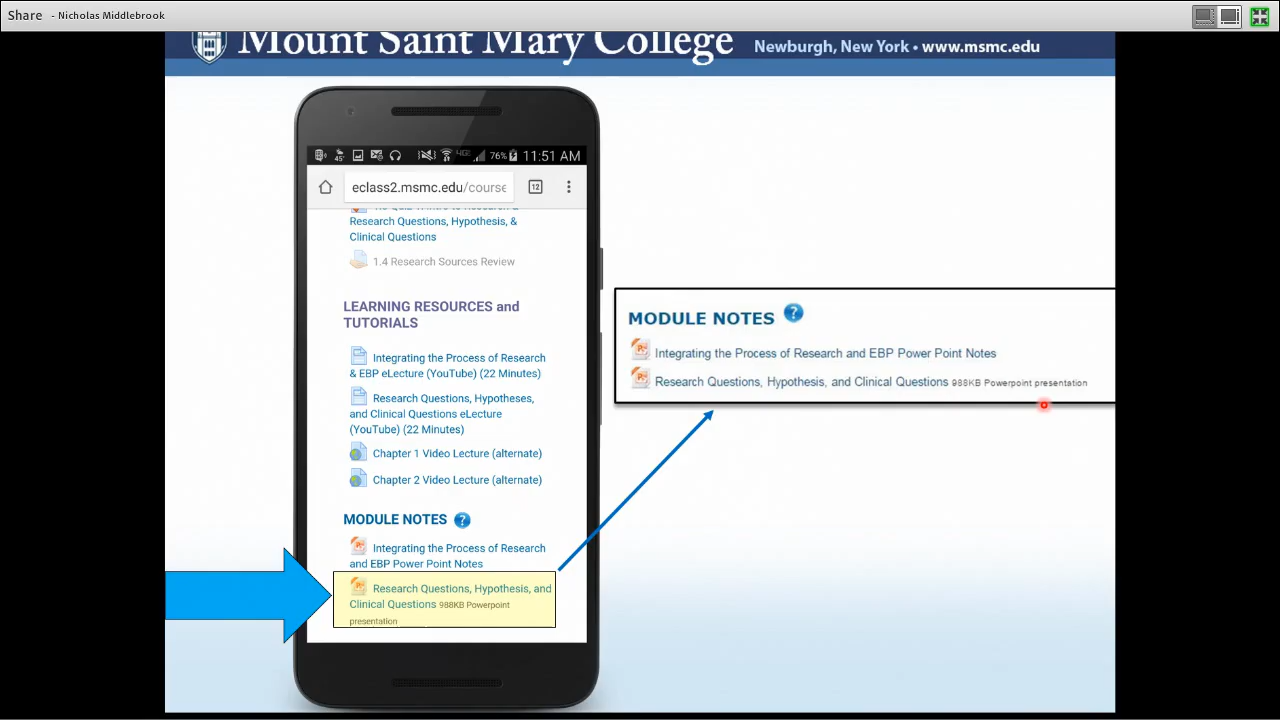 Share - Nicholas Middlebrook
Mount Saint Mary College
Newburgh, New York • www.msmc.edu
45°
4G
76%
11:51 AM
eclass2.msmc.edu/course
12
Research Questions, Hypothesis, &
Clinical Questions
1.4 Research Sources Review
LEARNING RESOURCES and
TUTORIALS
Integrating the Process of Research
& EBP eLecture (YouTube) (22 Minutes)
Research Questions, Hypotheses,
and Clinical Questions eLecture
(YouTube) (22 Minutes)
Chapter 1 Video Lecture (alternate)
Chapter 2 Video Lecture (alternate)
MODULE NOTES ?
Integrating the Process of Research
and EBP Power Point Notes
Research Questions, Hypothesis, and
Clinical Questions 988KB Powerpoint
presentation
MODULE NOTES ?
Integrating the Process of Research and EBP Power Point Notes
Research Questions, Hypothesis, and Clinical Questions 988KB Powerpoint presentation